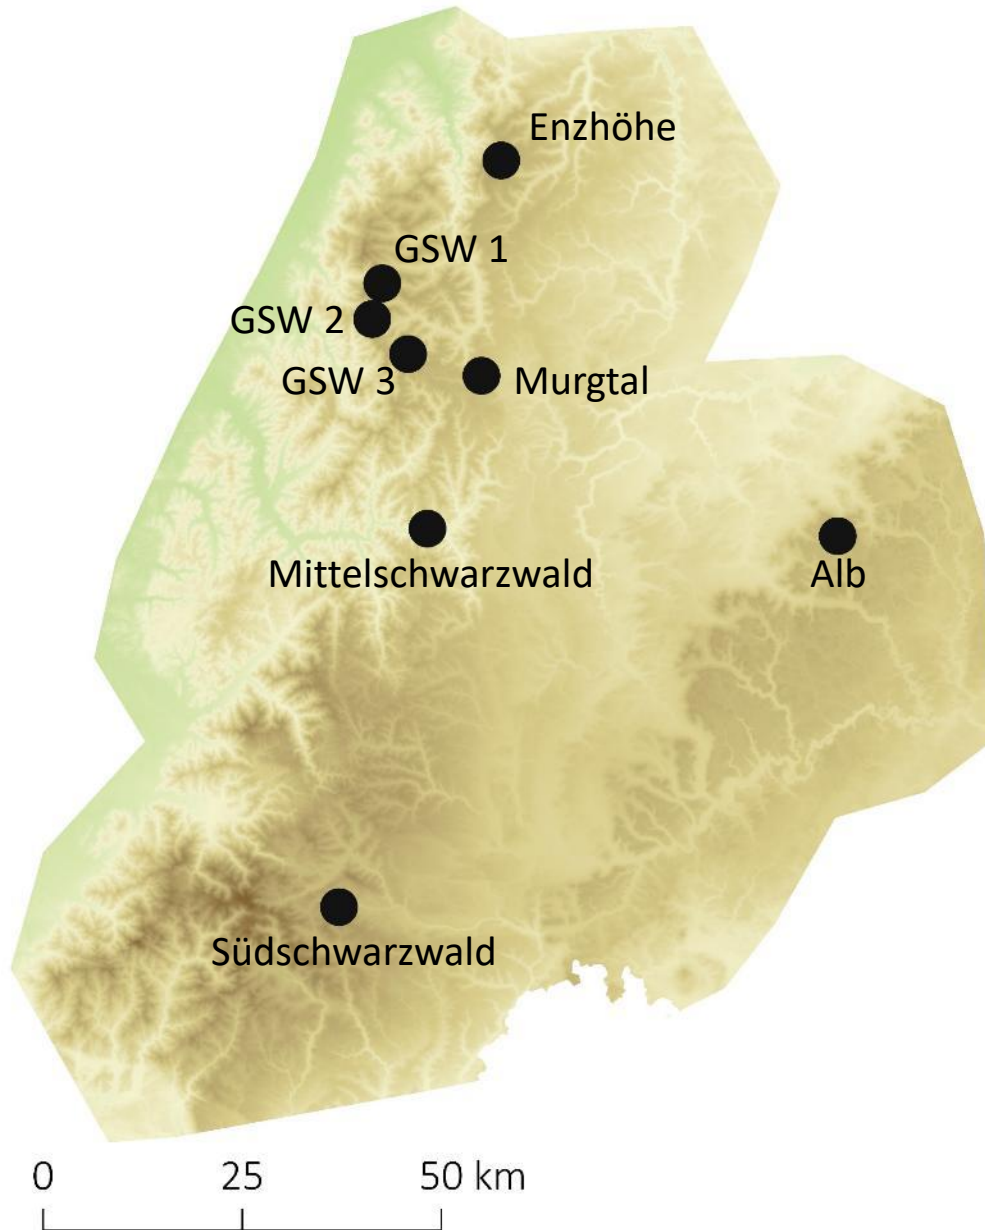 Enzhöhe
GSW 1
GSW 2
GSW 3
Murgtal
Mittelschwarzwald
Alb
Südschwarzwald
0 25 50 km